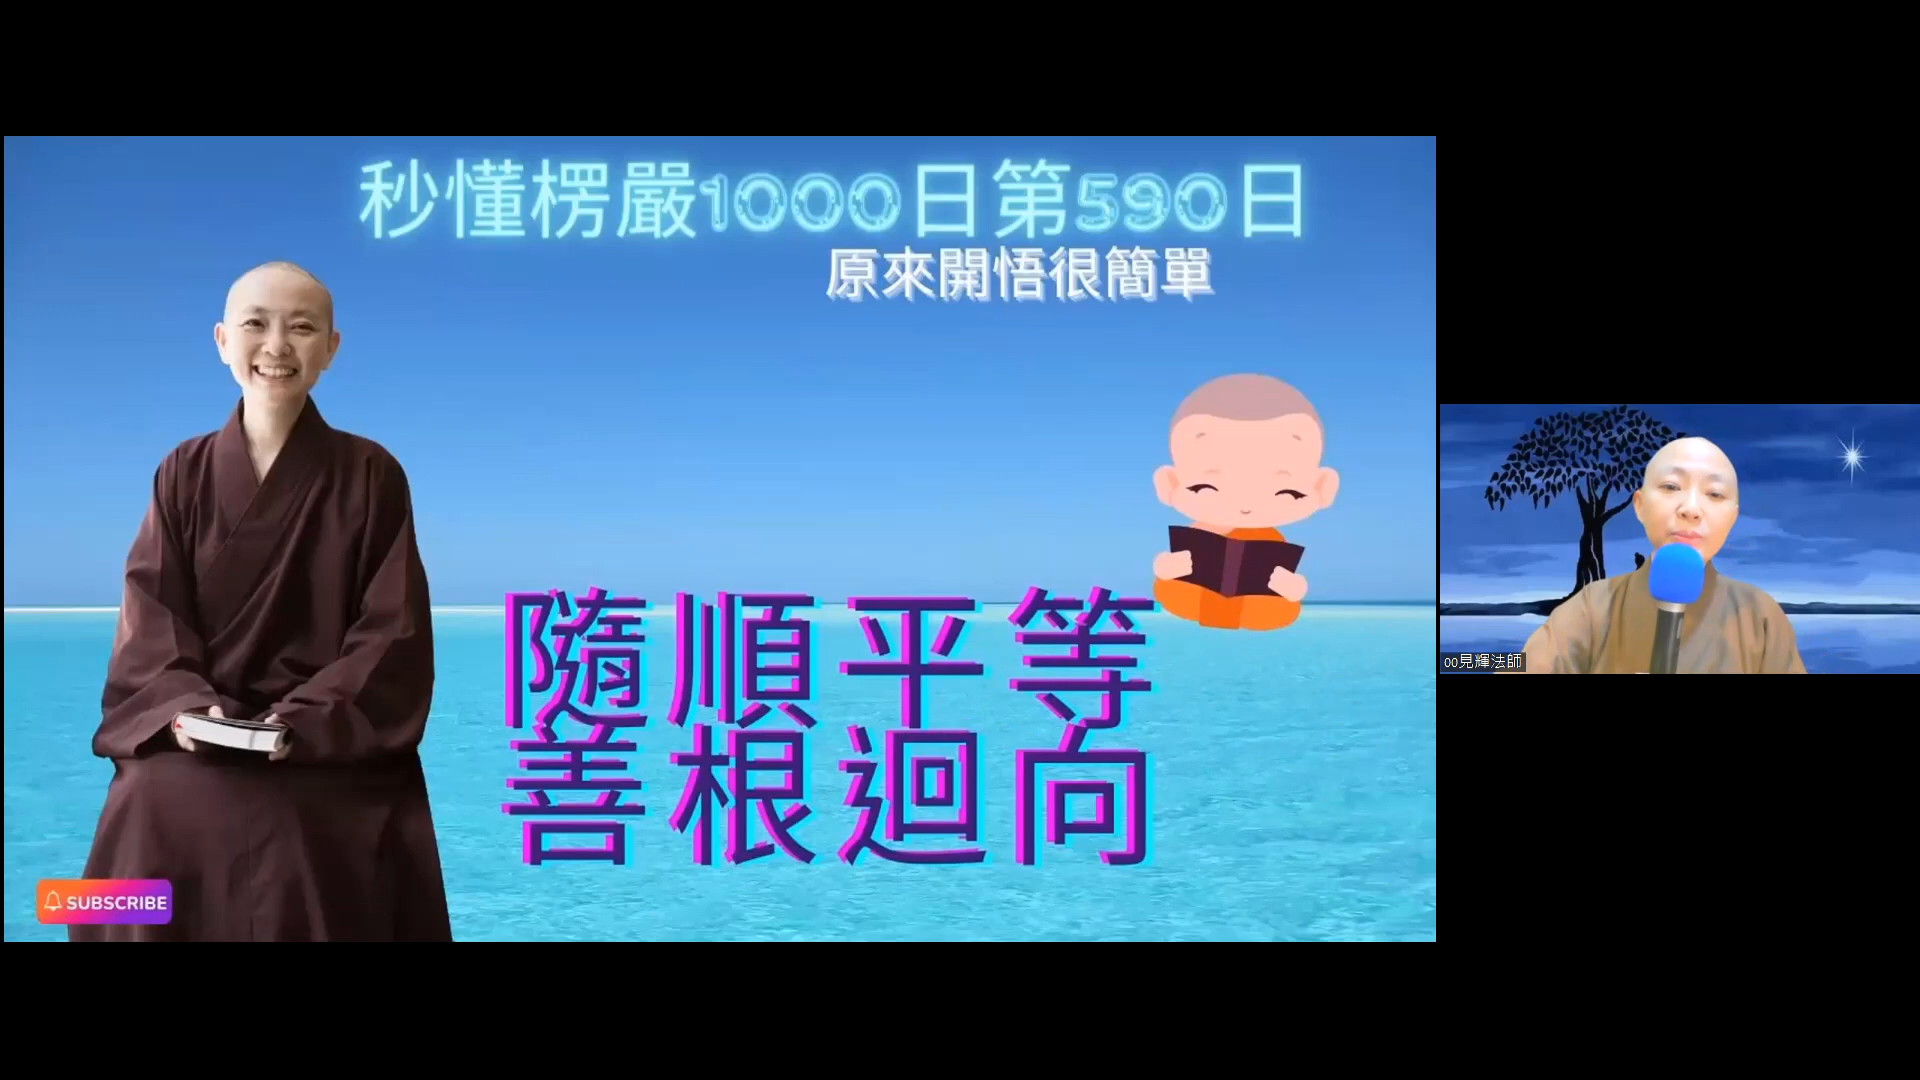 秒懂楞嚴1000日第590日
原來開悟很簡單
隨順平等
善根迴向
SUBSCRIBE
00見輝法師